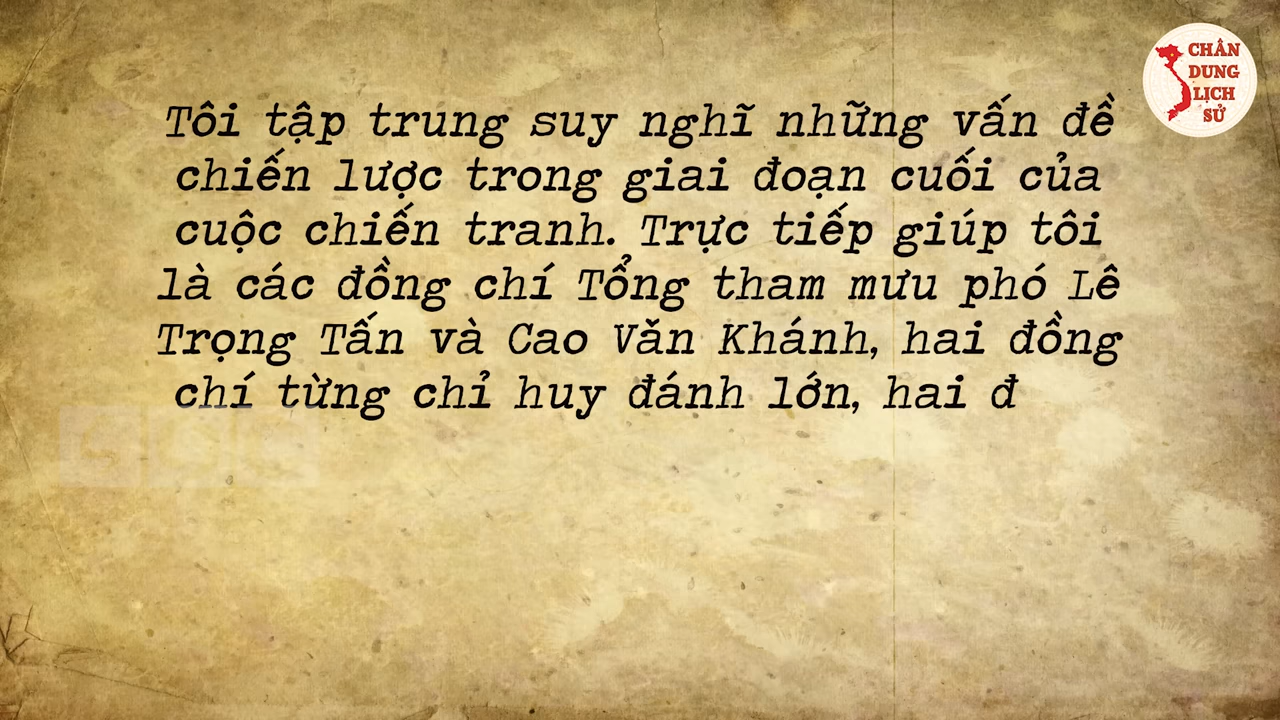 Tôi tập trung suy nghĩ những vấn đề
chiến lược trong giai đoạn cuối của
cuộc chiến tranh. Trực tiếp giúp tôi
là các đồng chí Tổng tham mưu phó Lê
Trọng Tấn và Cao Văn Khánh, hai đồng
chí từng chỉ huy đánh lớn, hai đ
CHÂN
DUNG
LỊCH
SỬ